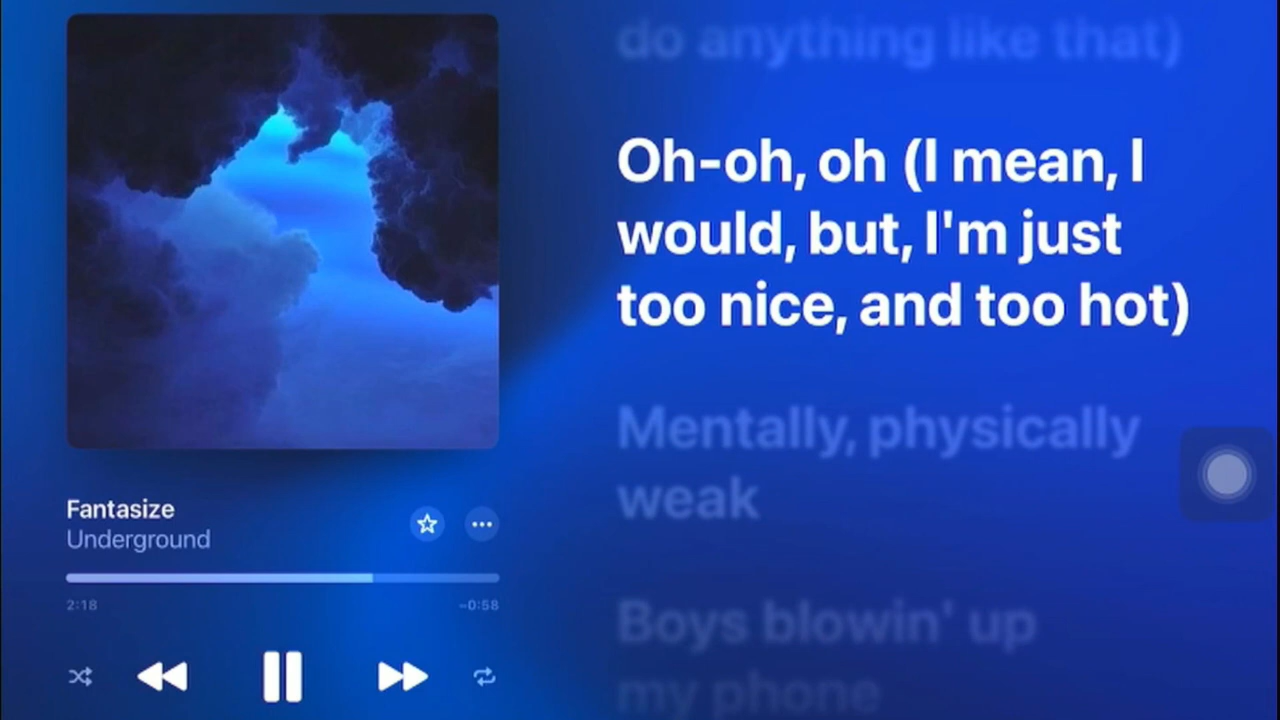 do anything like that)
Oh-oh, oh (I mean, I
would, but, I'm just
too nice, and too hot)
Mentally, physically
weak
Boys blowin' up
my phone
Fantasize
Underground
2:18
-0:58